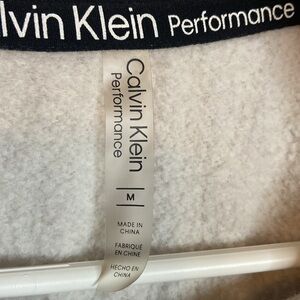 lvin Klein Performance
Calvin Klein
Performance
M
MADE IN
CHINA
FABRIQUÉ
EN CHINE
HECHO EN
CHINA